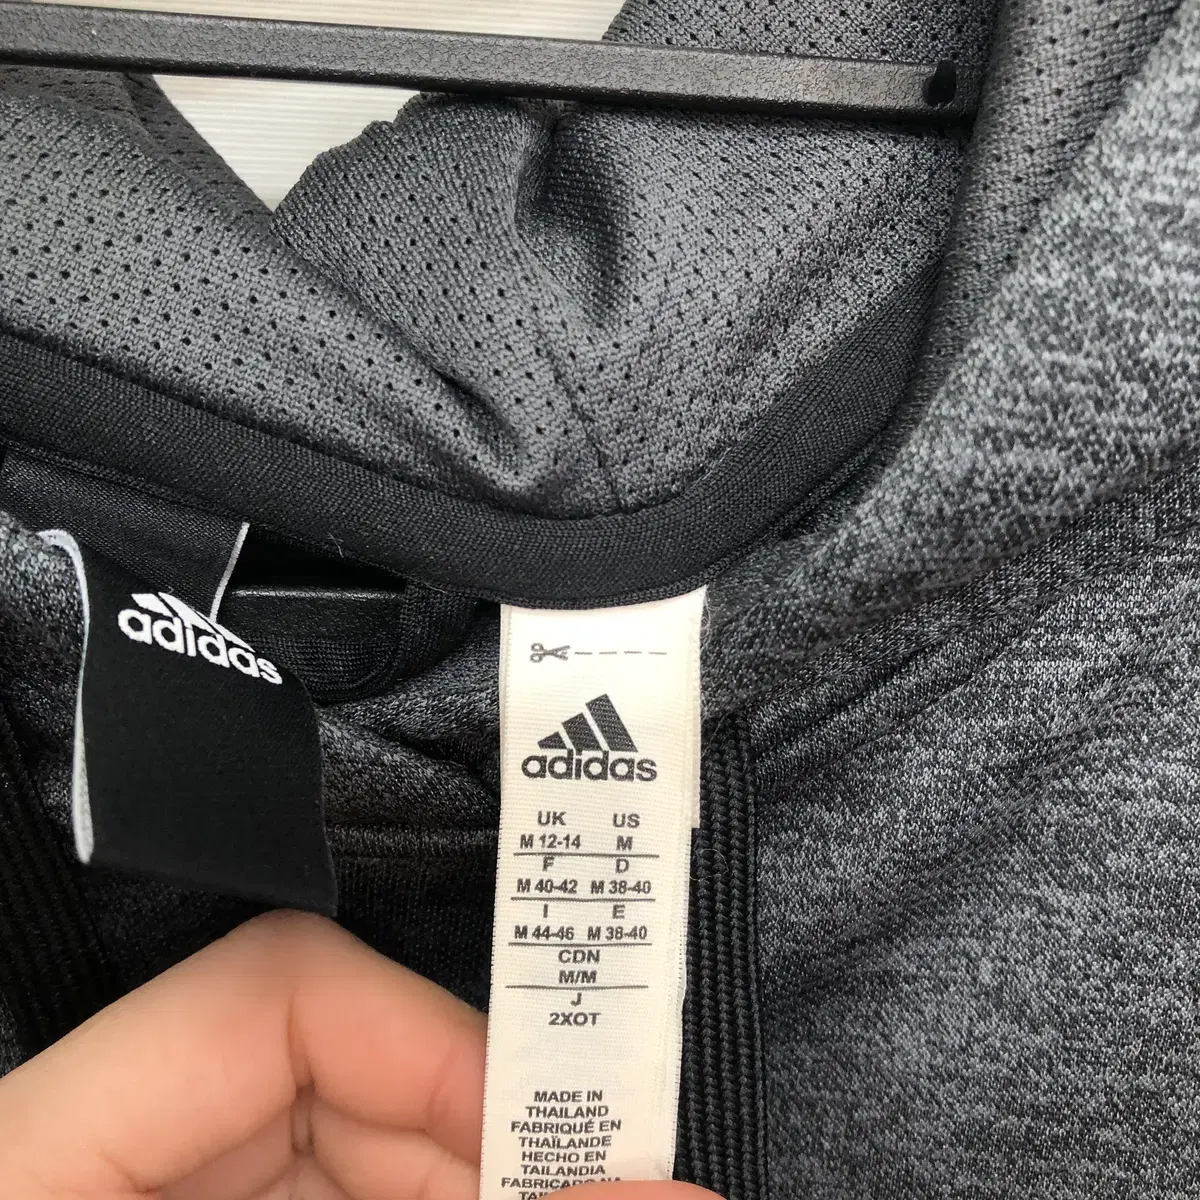 adidas
adidas
UK US
M 12-14 M
F D
M 40-42 M 38-40
I E
M 44-46 M 38-40
CDN
M/M
J
2XOT
MADE IN
THAILAND
FABRIQUÉ EN
THAÏLANDE
HECHO EN
TAILANDIA